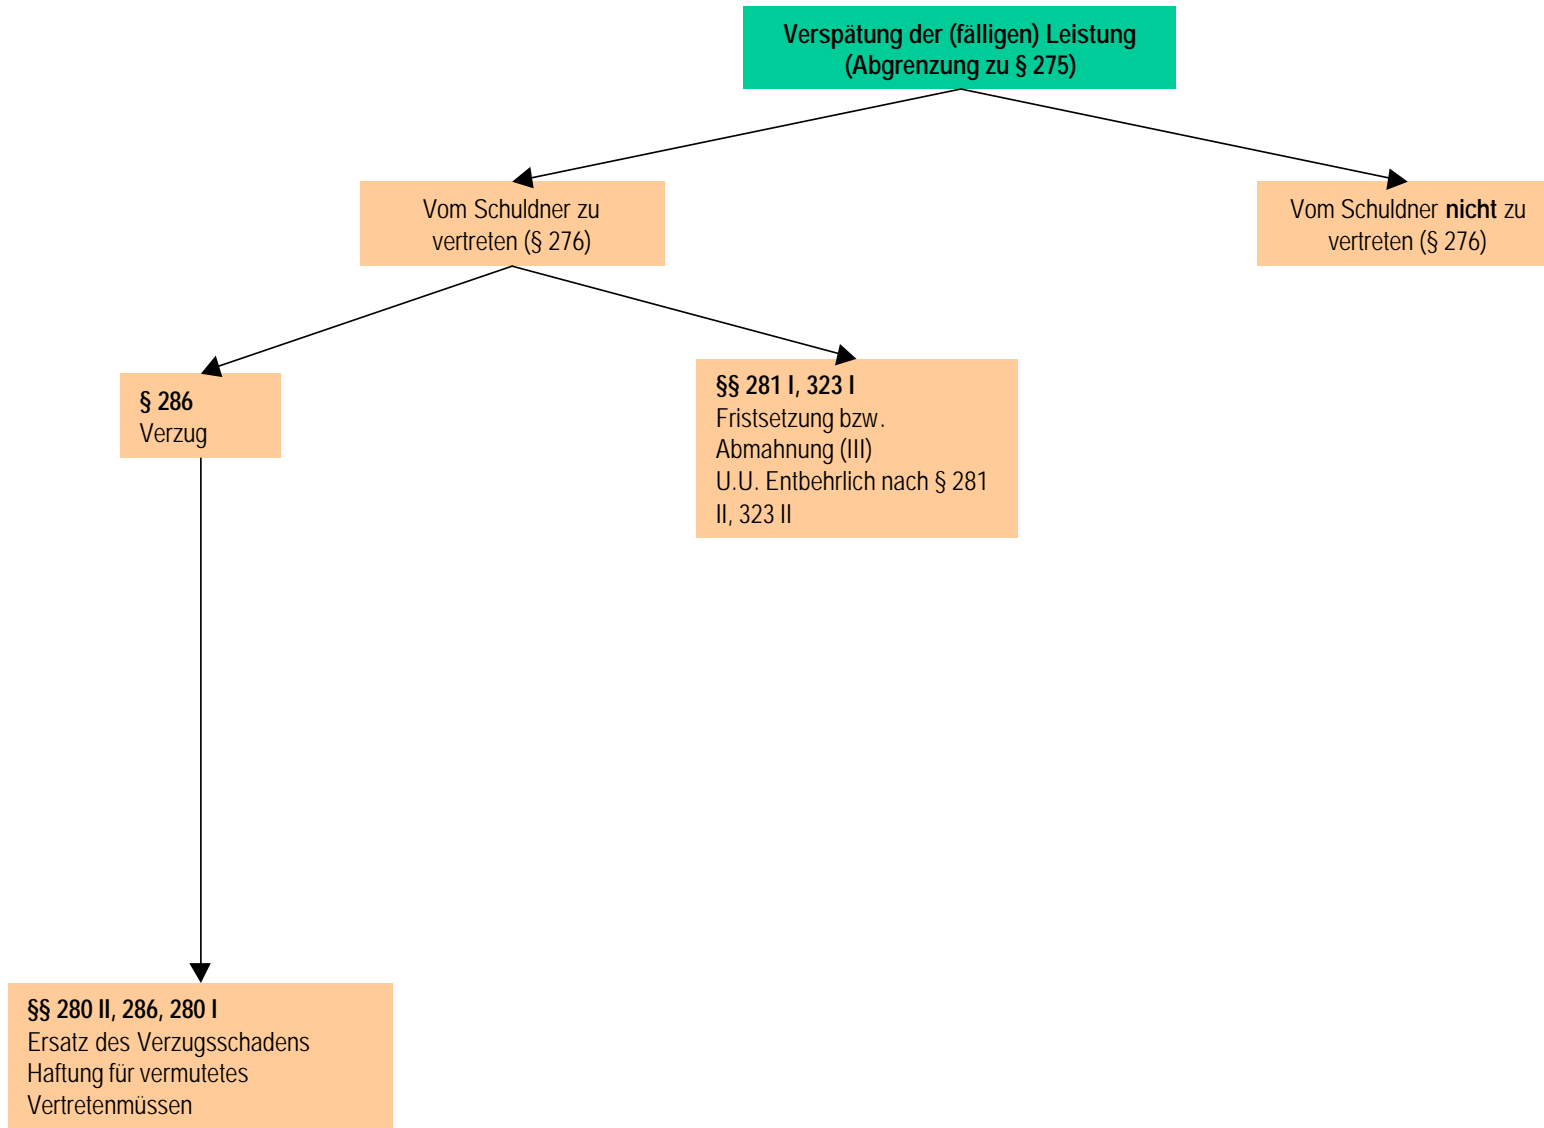 Verspätung der (fälligen) Leistung
(Abgrenzung zu § 275)
Vom Schuldner zu
vertreten (§ 276)
Vom Schuldner nicht zu
vertreten (§ 276)
§ 286
Verzug
§§ 281 I, 323 I
Fristsetzung bzw.
Abmahnung (III)
U.U. Entbehrlich nach § 281
II, 323 II
§§ 280 II, 286, 280 I
Ersatz des Verzugsschadens
Haftung für vermutetes
Vertretenmüssen